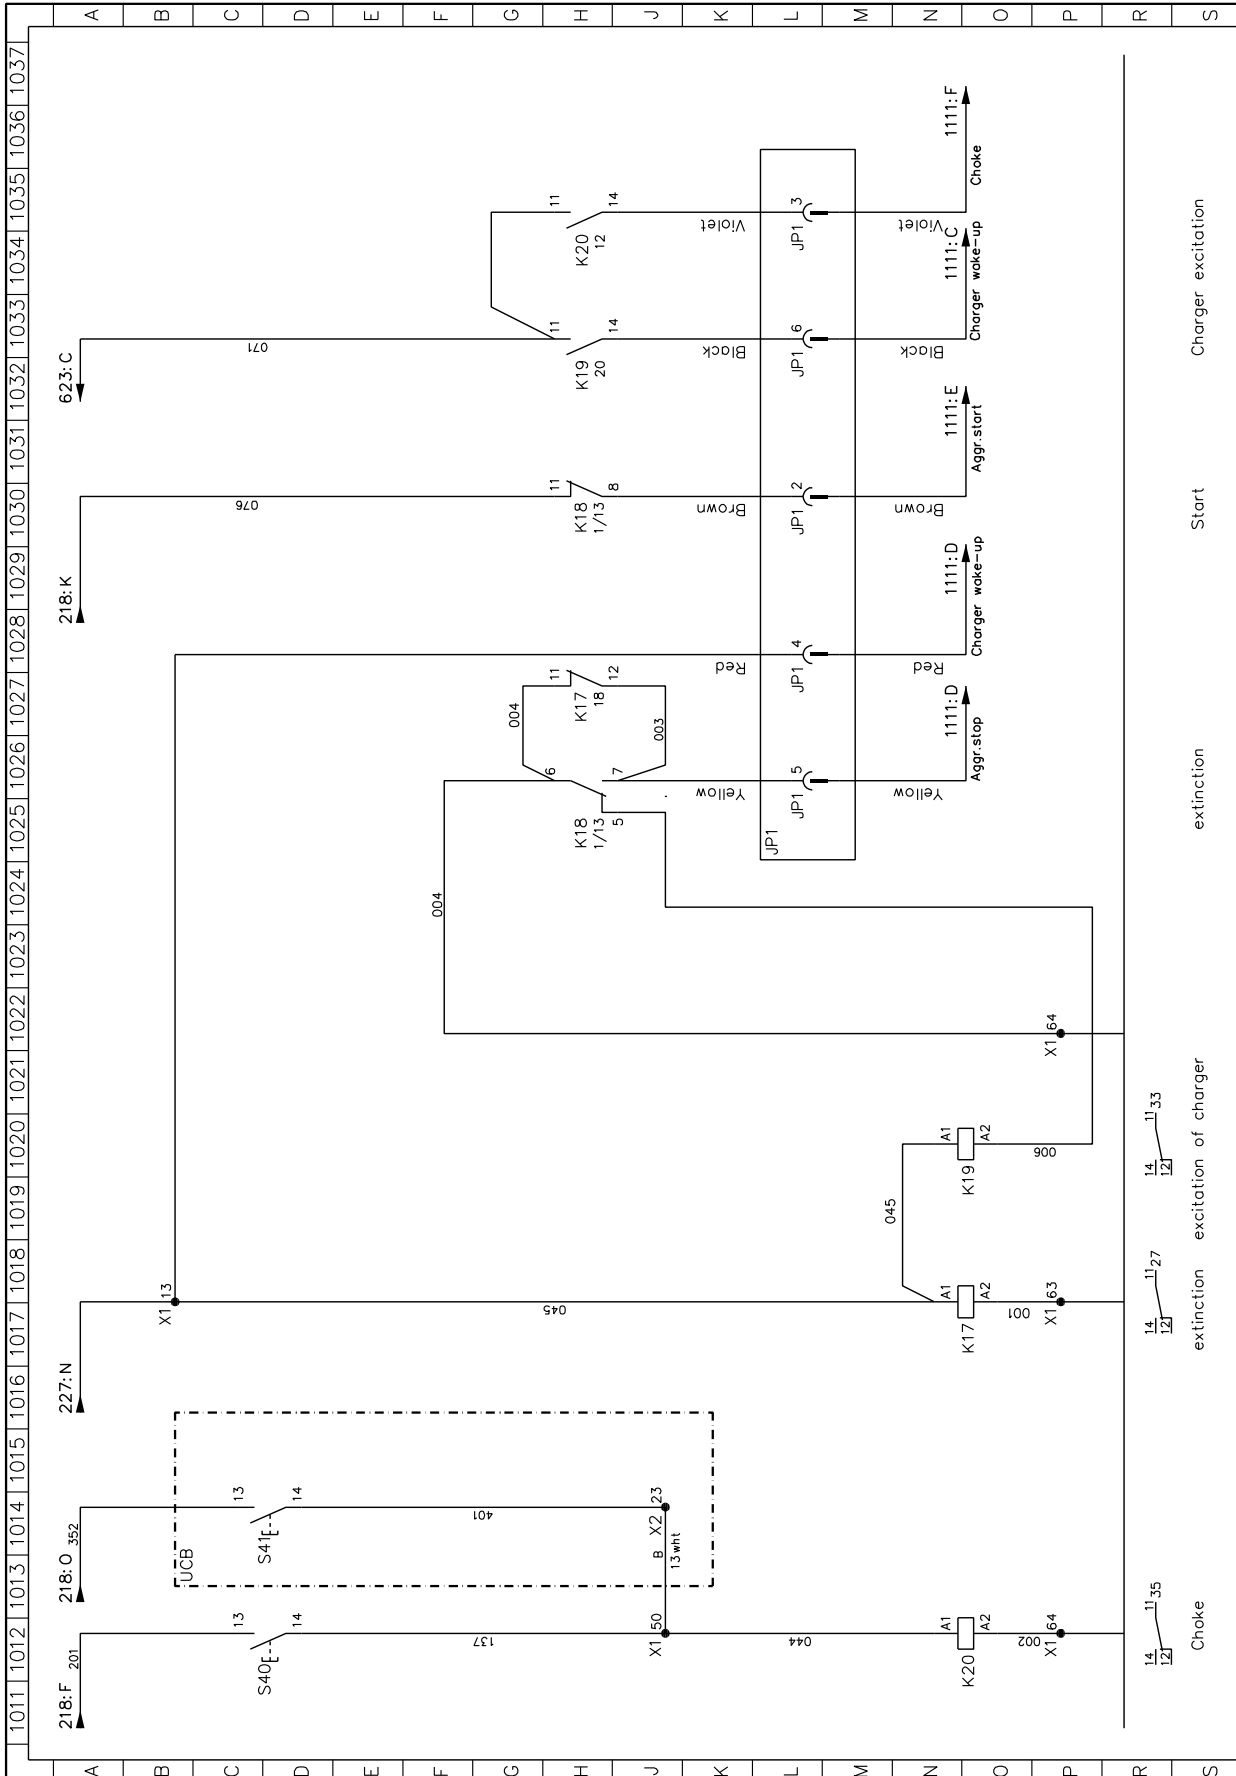 A B C D E F G H J K L M N O P R S
1011 1012 1013 1014 1015 1016 1017 1018 1019 1020 1021 1022 1023 1024 1025 1026 1027 1028 1029 1030 1031 1032 1033 1034 1035 1036 1037
218:F
201
S40
13
14
137
X1 50
044
K20
A1
A2
002
X1 64
14
12
11 35
Choke
218:O
352
UCB
S41
13
14
401
X2 23
B
13wht
227:N
X1 13
045
K17
A1
A2
001
X1 63
14
12
11 27
extinction
045
K19
A1
A2
006
14
12
11 33
excitation of charger
X1 64
004
K18
1/13
6
5
7
004
003
K17
18
11
12
Yellow
JP1
JP1 5
Yellow
1111:D
Aggr.stop
extinction
Red
JP1 4
Red
1111:D
Charger wake-up
218:K
076
K18
1/13
11
8
Brown
JP1 2
Brown
1111:E
Aggr.start
Start
623:C
071
K19
20
11
14
Black
JP1 6
Black
1111:C
Charger wake-up
K20
12
11
14
Violet
JP1 3
Violet
1111:F
Choke
Charger excitation
A B C D E F G H J K L M N O P R S